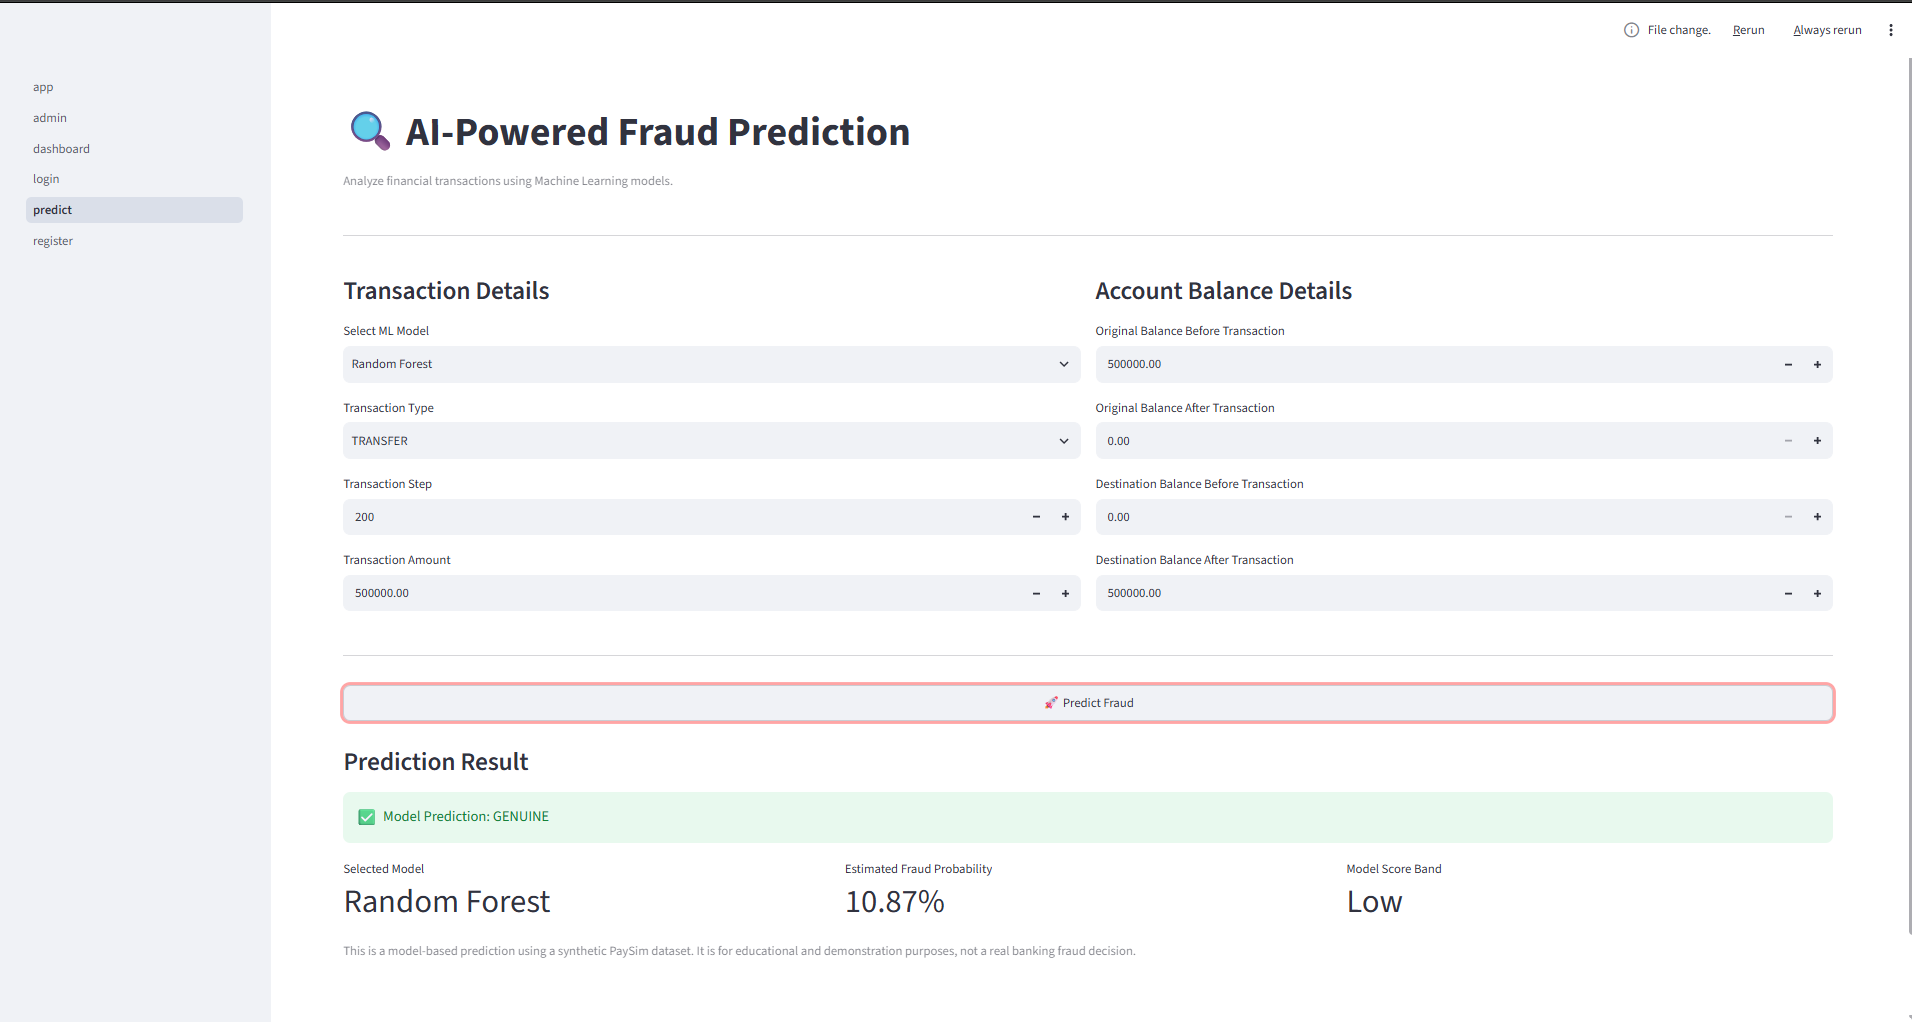 File change.
Rerun
Always rerun
app
admin
dashboard
login
predict
register
AI-Powered Fraud Prediction
Analyze financial transactions using Machine Learning models.
Transaction Details
Select ML Model
Random Forest
Transaction Type
TRANSFER
Transaction Step
200
Transaction Amount
500000.00
Account Balance Details
Original Balance Before Transaction
500000.00
Original Balance After Transaction
0.00
Destination Balance Before Transaction
0.00
Destination Balance After Transaction
500000.00
Predict Fraud
Prediction Result
Model Prediction: GENUINE
Selected Model
Random Forest
Estimated Fraud Probability
10.87%
Model Score Band
Low
This is a model-based prediction using a synthetic PaySim dataset. It is for educational and demonstration purposes, not a real banking fraud decision.